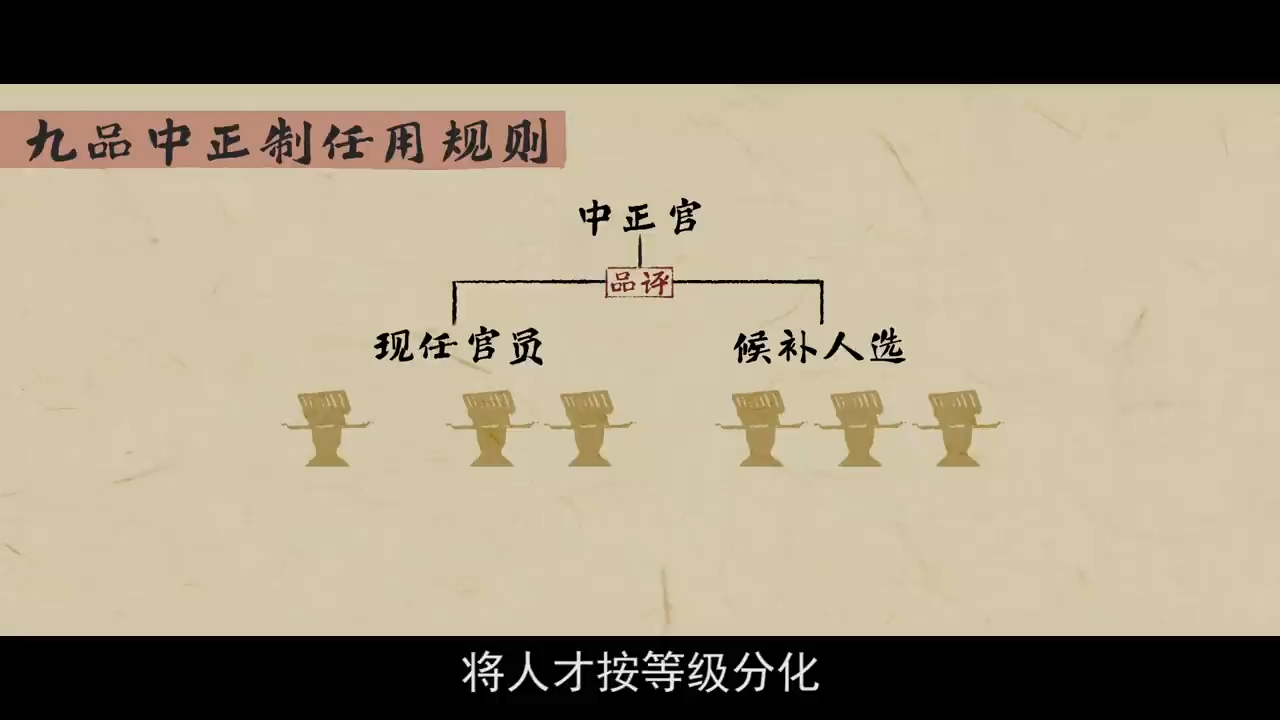 九品中正制任用规则
中正官
品评
现任官员
候补人选
将人才按等级分化